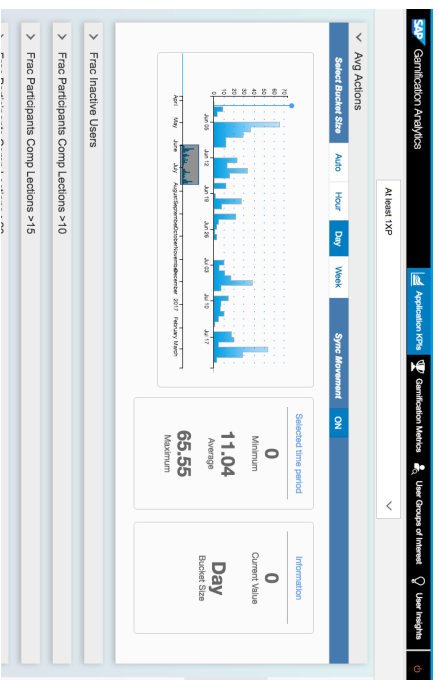 SAP Gamification Analytics
Application KPIs
Gamification Metrics
User Groups of Interest
User Insights
At least 1XP
Avg Actions
Select Bucket Size
Auto
Hour
Day
Week
Sync Movement
ON
70
60
50
40
30
20
10
0
Jun 05
Jun 12
Jun 19
Jun 26
Jul 03
Jul 10
Jul 17
April
May
June
July
August
September
October
November
December
2017
February
March
Selected time period
0
Minimum
11.04
Average
65.55
Maximum
Information
0
Current Value
Day
Bucket Size
Frac Inactive Users
Frac Participants Comp Lections >10
Frac Participants Comp Lections >15